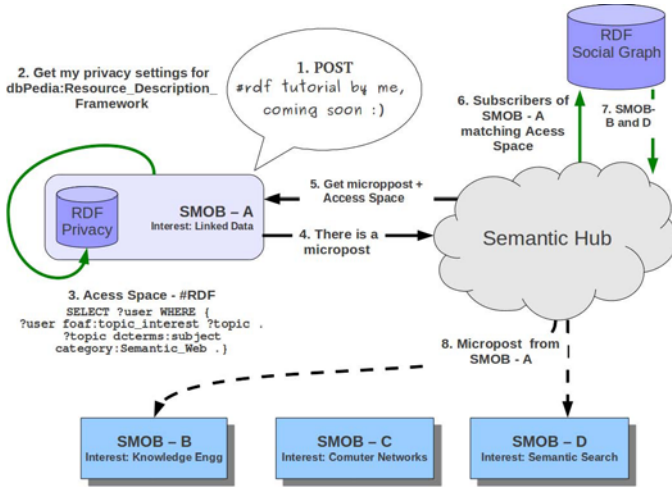 RDF
Social Graph
1. POST
#rdf tutorial by me,
coming soon :)
2. Get my privacy settings for
dbPedia:Resource_Description_
Framework
6. Subscribers of
SMOB - A
matching Acess
Space
7. SMOB-
B and D
5. Get microppost +
Access Space
SMOB – A
Interest: Linked Data
RDF
Privacy
4. There is a
micropost
Semantic Hub
3. Acess Space - #RDF
SELECT ?user WHERE {
?user foaf:topic_interest ?topic .
?topic dcterms:subject
category:Semantic_Web .}
8. Micropost from
SMOB - A
SMOB – B
Interest: Knowledge Engg
SMOB – C
Interest: Comuter Networks
SMOB – D
Interest: Semantic Search